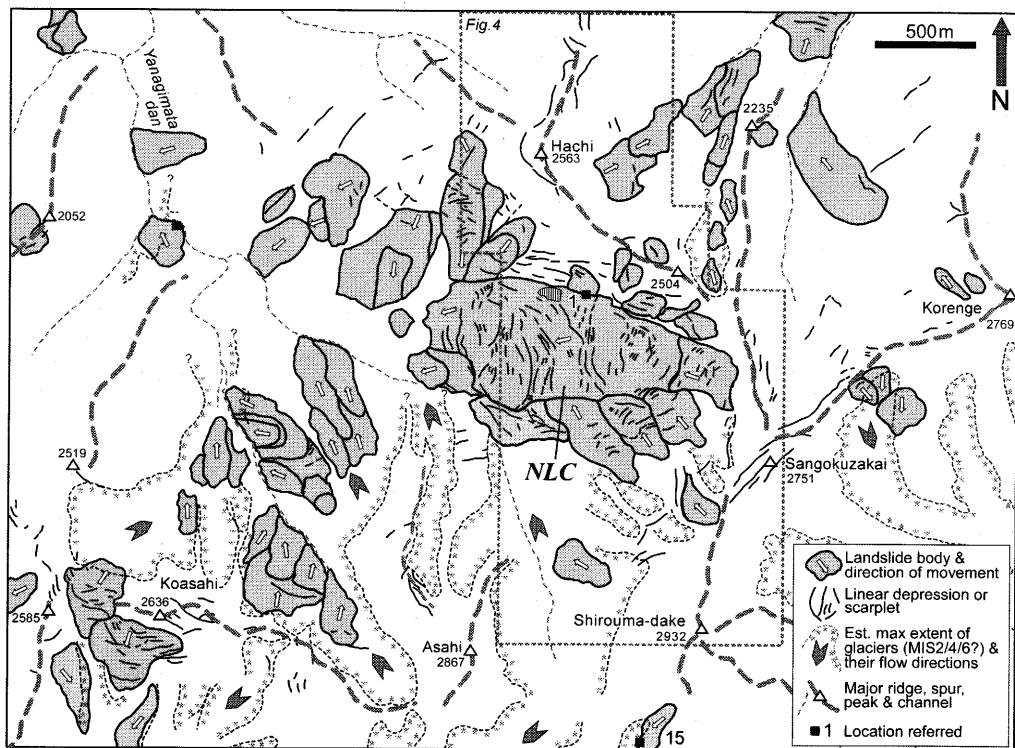 Fig.4
500m
N
Yanagimata
dan
2235
Hachi
2563
2052
2504
1
Korenge
2769
2519
NLC
Sangokuzakai
2751
Koasahi
2636
2585
Asahi
2867
Shirouma-dake
2932
15
?
?
?
?
?
?
Landslide body &
direction of movement
Linear depression or
scarplet
Est. max extent of
glaciers (MIS2/4/6?) &
their flow directions
Major ridge, spur,
peak & channel
1 Location referred